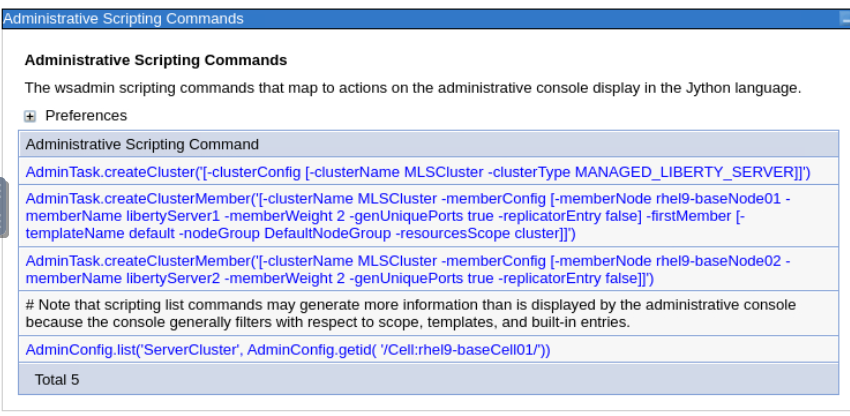 Administrative Scripting Commands
Administrative Scripting Commands
The wsadmin scripting commands that map to actions on the administrative console display in the Jython language.
Preferences
Administrative Scripting Command
AdminTask.createCluster('[-clusterConfig [-clusterName MLSCluster -clusterType MANAGED_LIBERTY_SERVER]]')
AdminTask.createClusterMember('[-clusterName MLSCluster -memberConfig [-memberNode rhel9-baseNode01 -
memberName libertyServer1 -memberWeight 2 -genUniquePorts true -replicatorEntry false] -firstMember [-
templateName default -nodeGroup DefaultNodeGroup -resourcesScope cluster]]')
AdminTask.createClusterMember('[-clusterName MLSCluster -memberConfig [-memberNode rhel9-baseNode02 -
memberName libertyServer2 -memberWeight 2 -genUniquePorts true -replicatorEntry false]]')
# Note that scripting list commands may generate more information than is displayed by the administrative console
because the console generally filters with respect to scope, templates, and built-in entries.
AdminConfig.list('ServerCluster', AdminConfig.getid( '/Cell:rhel9-baseCell01/'))
Total 5